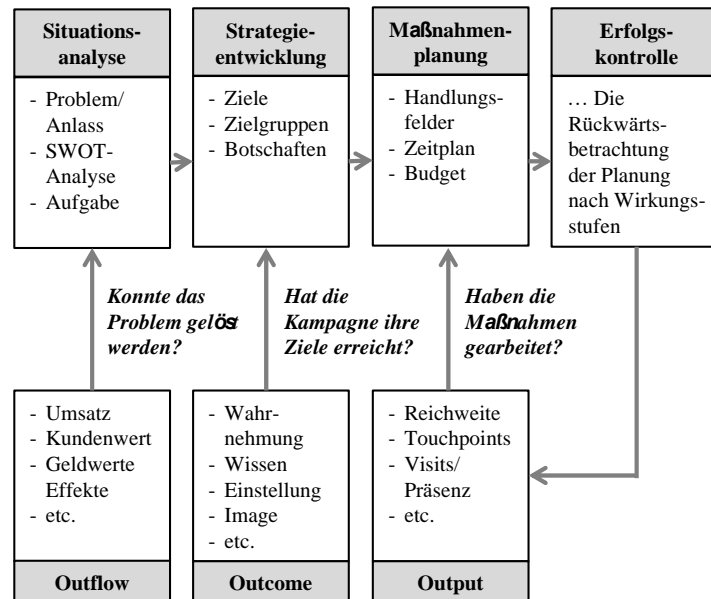 Situations-
analyse
- Problem/
Anlass
- SWOT-
Analyse
- Aufgabe
Strategie-
entwicklung
- Ziele
- Zielgruppen
- Botschaften
Maßnahmen-
planung
- Handlungs-
felder
- Zeitplan
- Budget
Erfolgs-
kontrolle
… Die
Rückwärts-
betrachtung
der Planung
nach Wirkungs-
stufen
Konnte das
Problem gelöst
werden?
Hat die
Kampagne ihre
Ziele erreicht?
Haben die
Maßnahmen
gearbeitet?
- Umsatz
- Kundenwert
- Geldwerte
Effekte
- etc.
Outflow
- Wahr-
nehmung
- Wissen
- Einstellung
- Image
- etc.
Outcome
- Reichweite
- Touchpoints
- Visits/
Präsenz
- etc.
Output